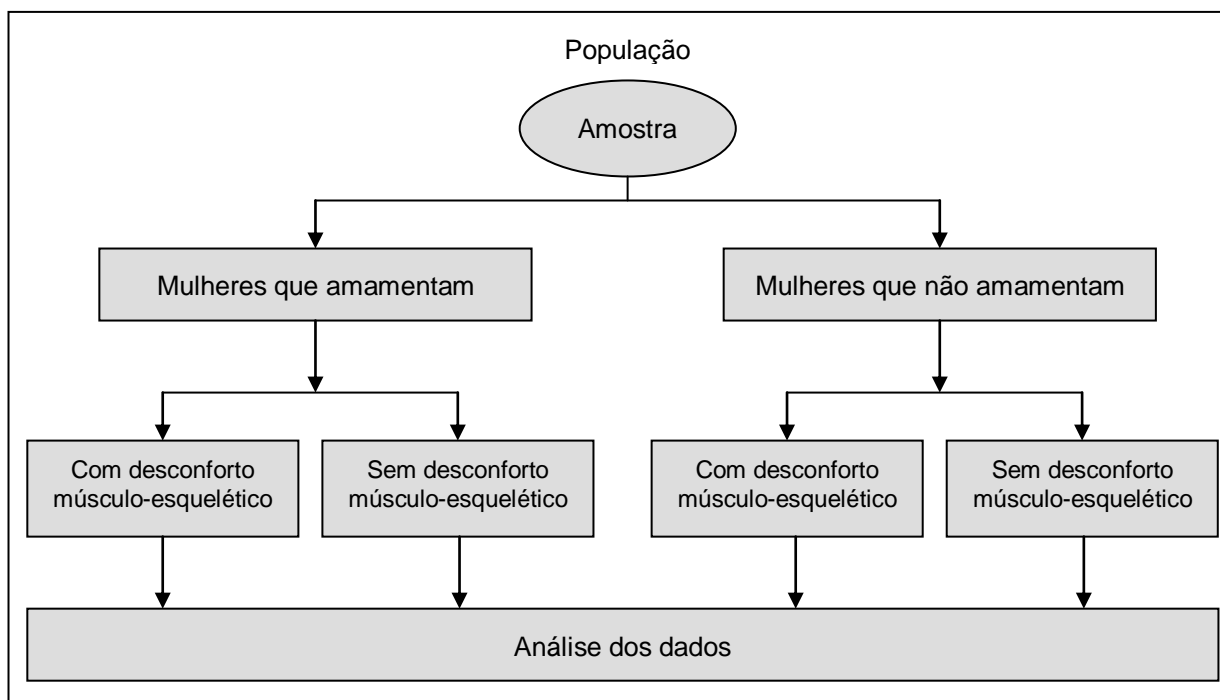 População
Amostra
Mulheres que amamentam
Mulheres que não amamentam
Com desconforto
músculo-esquelético
Sem desconforto
músculo-esquelético
Com desconforto
músculo-esquelético
Sem desconforto
músculo-esquelético
Análise dos dados